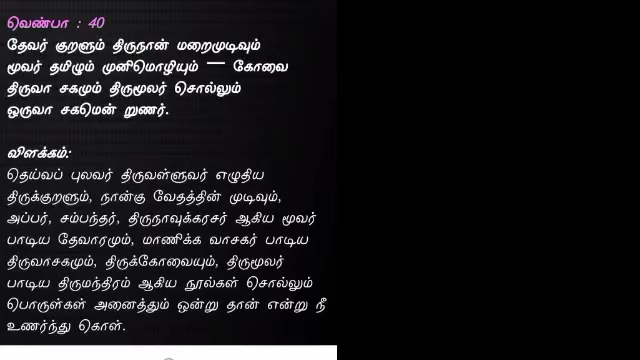 வெண்பா : 40
தேவர் குறளும் திருநான் மறைமுடிவும்
மூவர் தமிழும் முனிமொழியும் — கோவை
திருவா சகமும் திருமூலர் சொல்லும்
ஒருவா சகமென் றுணர்.
விளக்கம்:
தெய்வப் புலவர் திருவள்ளுவர் எழுதிய
திருக்குறளும், நான்கு வேதத்தின் முடிவும்,
அப்பர், சம்பந்தர், திருநாவுக்கரசர் ஆகிய மூவர்
பாடிய தேவாரமும், மாணிக்க வாசகர் பாடிய
திருவாசகமும், திருக்கோவையும், திருமூலர்
பாடிய திருமந்திரம் ஆகிய நூல்கள் சொல்லும்
பொருள்கள் அனைத்தும் ஒன்று தான் என்று நீ
உணர்ந்து கொள்.